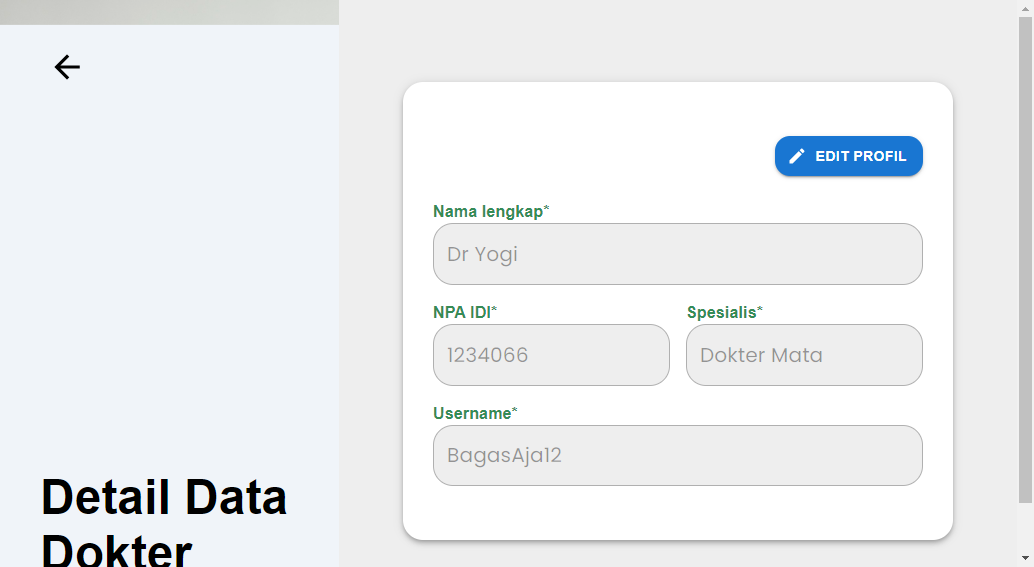 EDIT PROFIL
Nama lengkap*
Dr Yogi
NPA IDI*
Spesialis*
1234066
Dokter Mata
Username*
BagasAja12
Detail Data
Dokter